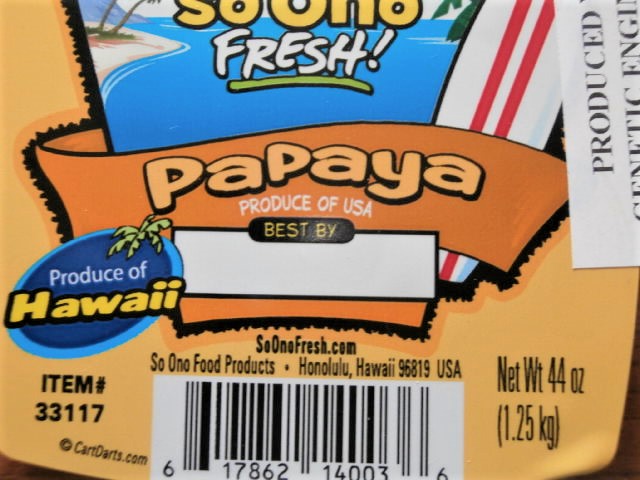 So Ono
FRESH!
PRODUCED
GENETIC ENGIN
Papaya
PRODUCE OF USA
BEST BY
Produce of
Hawaii
SoOnoFresh.com
So Ono Food Products • Honolulu, Hawaii 96819 USA
ITEM#
33117
Net Wt 44 oz
(1.25 kg)
© CartDarts.com
6 17862 14003 6